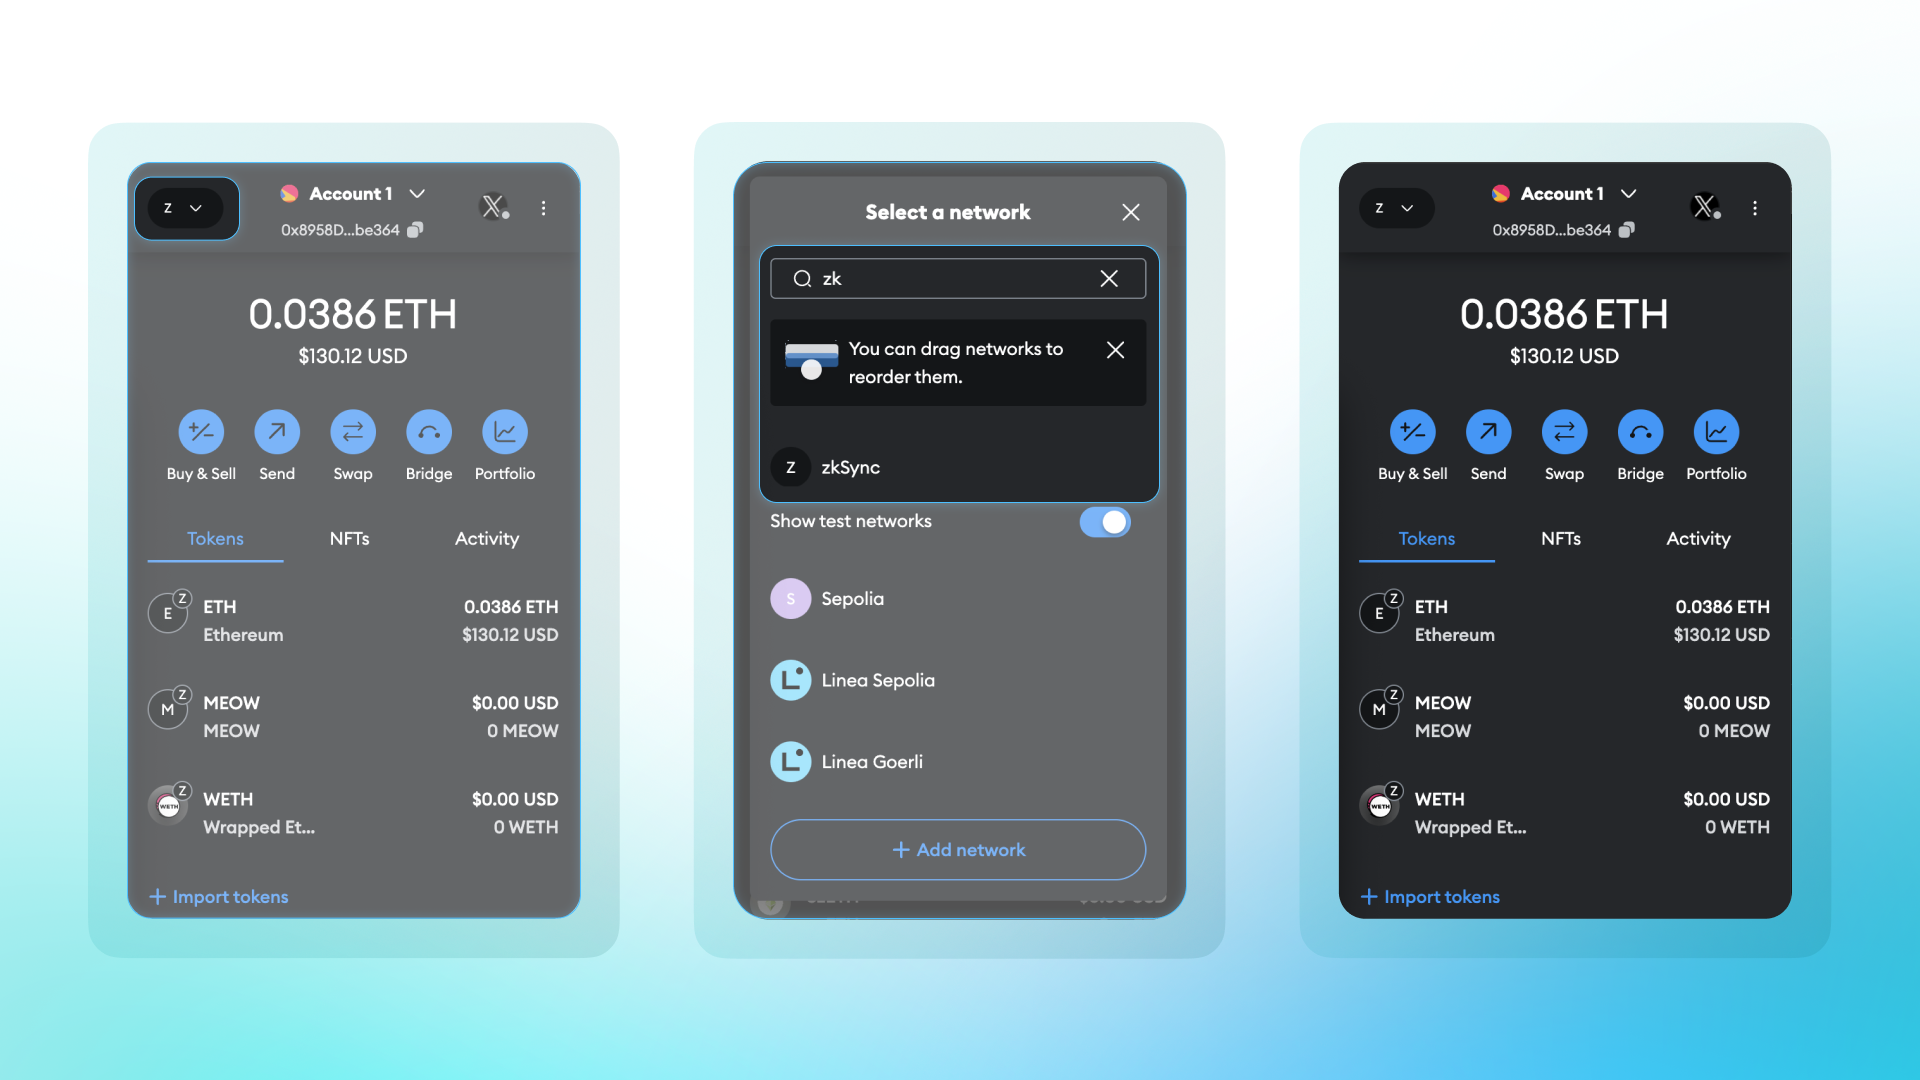 Z
Account 1
0x8958D...be364
0.0386 ETH
$130.12 USD
Buy & Sell Send Swap Bridge Portfolio
Tokens NFTs Activity
E Z ETH 0.0386 ETH
Ethereum $130.12 USD
M Z MEOW $0.00 USD
MEOW 0 MEOW
WETH Z WETH $0.00 USD
Wrapped Et... 0 WETH
+ Import tokens
Select a network
zk
You can drag networks to
reorder them.
Z zkSync
Show test networks
S Sepolia
L Linea Sepolia
L Linea Goerli
+ Add network
Z
Account 1
0x8958D...be364
0.0386 ETH
$130.12 USD
Buy & Sell Send Swap Bridge Portfolio
Tokens NFTs Activity
E Z ETH 0.0386 ETH
Ethereum $130.12 USD
M Z MEOW $0.00 USD
MEOW 0 MEOW
WETH Z WETH $0.00 USD
Wrapped Et... 0 WETH
+ Import tokens